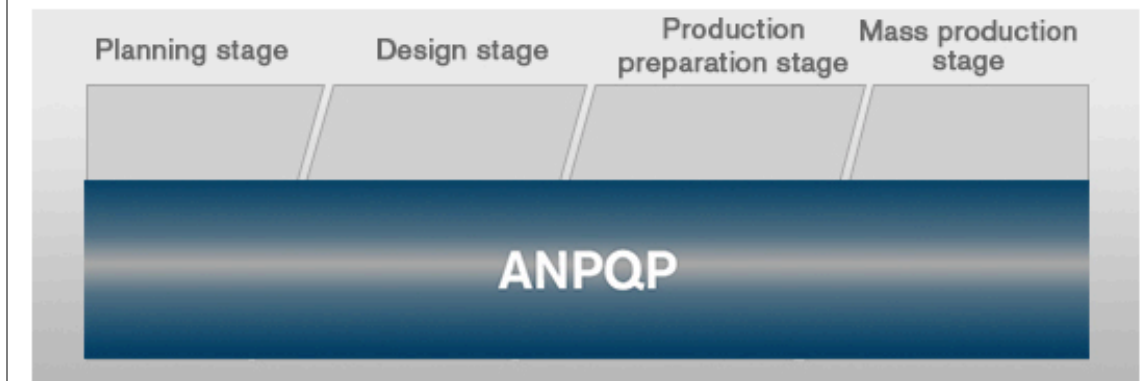 Planning stage
Design stage
Production
preparation stage
Mass production
stage
ANPQP